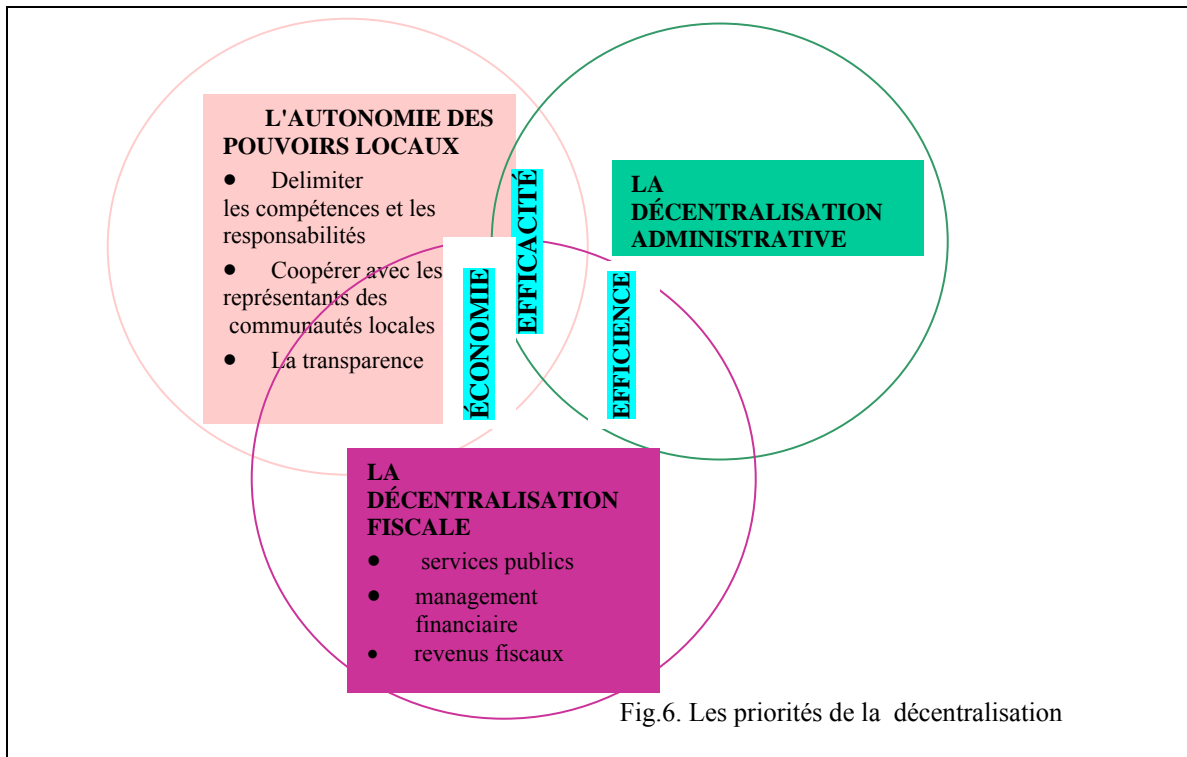 L'AUTONOMIE DES
POUVOIRS LOCAUX
• Delimiter
les compétences et les
responsabilités
• Coopérer avec les
représentants des
communautés locales
• La transparence
EFFICACITÉ
ÉCONOMIE
EFFICIENCE
LA
DÉCENTRALISATION
ADMINISTRATIVE
LA
DÉCENTRALISATION
FISCALE
• services publics
• management
financiaire
• revenus fiscaux
Fig.6. Les priorités de la décentralisation